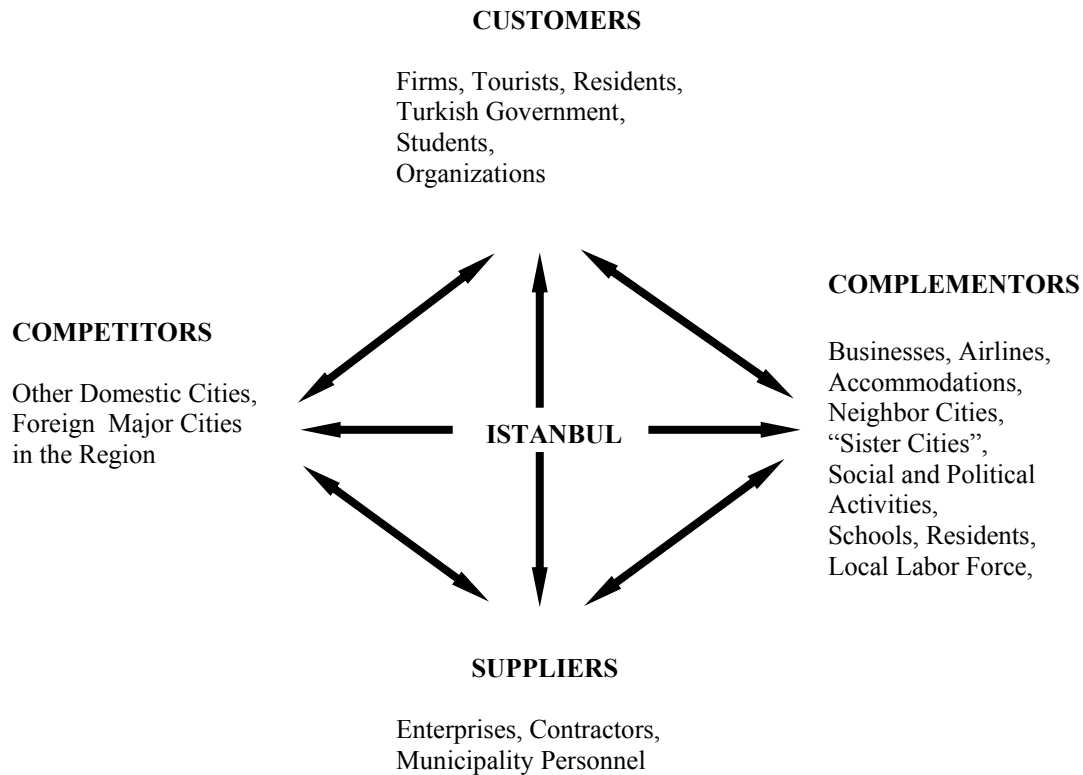 CUSTOMERS
Firms, Tourists, Residents,
Turkish Government,
Students,
Organizations
COMPETITORS
Other Domestic Cities,
Foreign Major Cities
in the Region
ISTANBUL
COMPLEMENTORS
Businesses, Airlines,
Accommodations,
Neighbor Cities,
“Sister Cities”,
Social and Political
Activities,
Schools, Residents,
Local Labor Force,
SUPPLIERS
Enterprises, Contractors,
Municipality Personnel